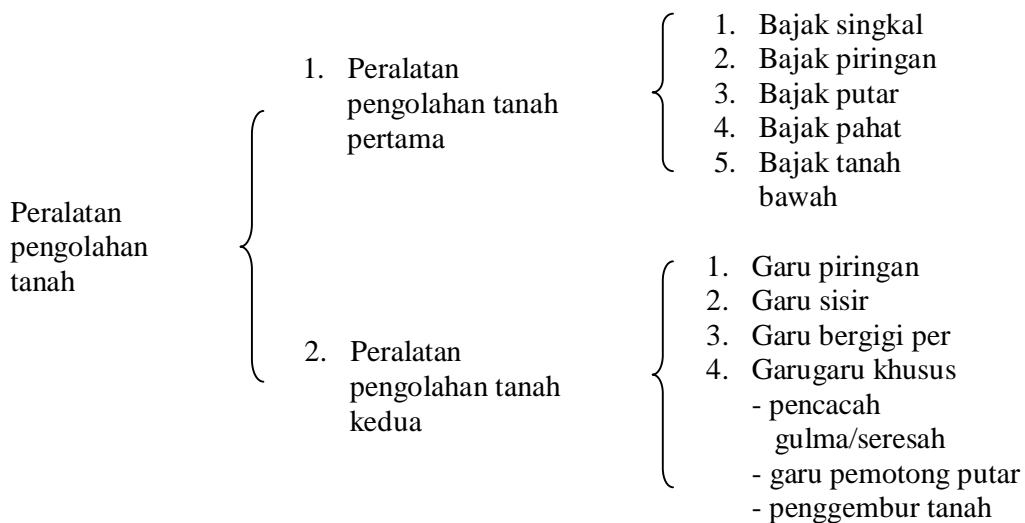 Peralatan
pengolahan
tanah
1. Peralatan
pengolahan tanah
pertama
1. Bajak singkal
2. Bajak piringan
3. Bajak putar
4. Bajak pahat
5. Bajak tanah
bawah
2. Peralatan
pengolahan tanah
kedua
1. Garu piringan
2. Garu sisir
3. Garu bergigi per
4. Garugaru khusus
- pencacah
gulma/seresah
- garu pemotong putar
- penggembur tanah